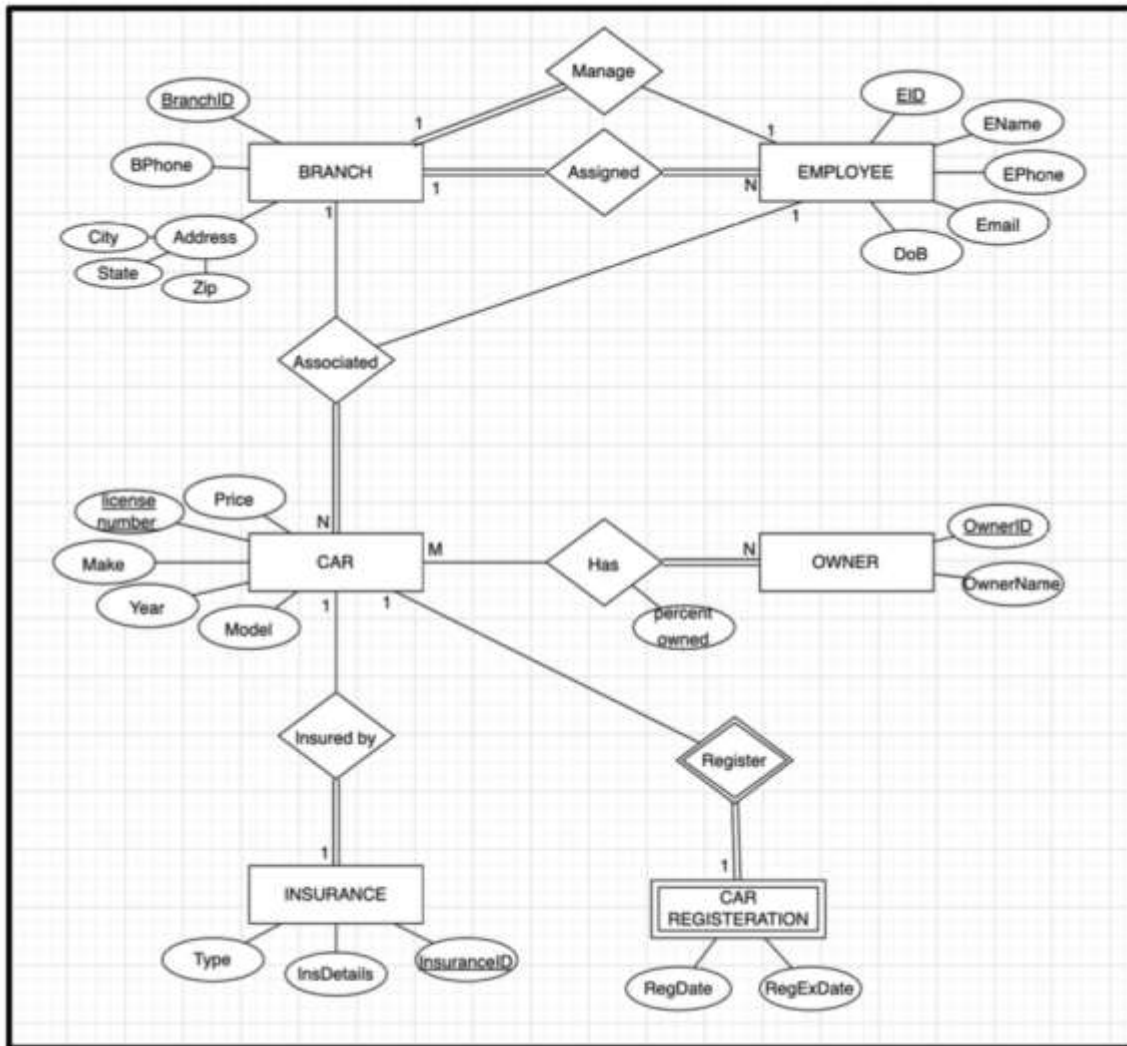 Manage
BranchID
EID
1
1
EName
BPhone
BRANCH
1
Assigned
N
EMPLOYEE
EPhone
1
1
City
Address
Email
State
Zip
DoB
Associated
license
number
Price
N
M
N
OwnerID
Make
CAR
Has
OWNER
Year
1
1
OwnerName
Model
percent
owned
Insured by
Register
1
1
INSURANCE
CAR
REGISTERATION
Type
InsDetails
InsuranceID
RegDate
RegExDate